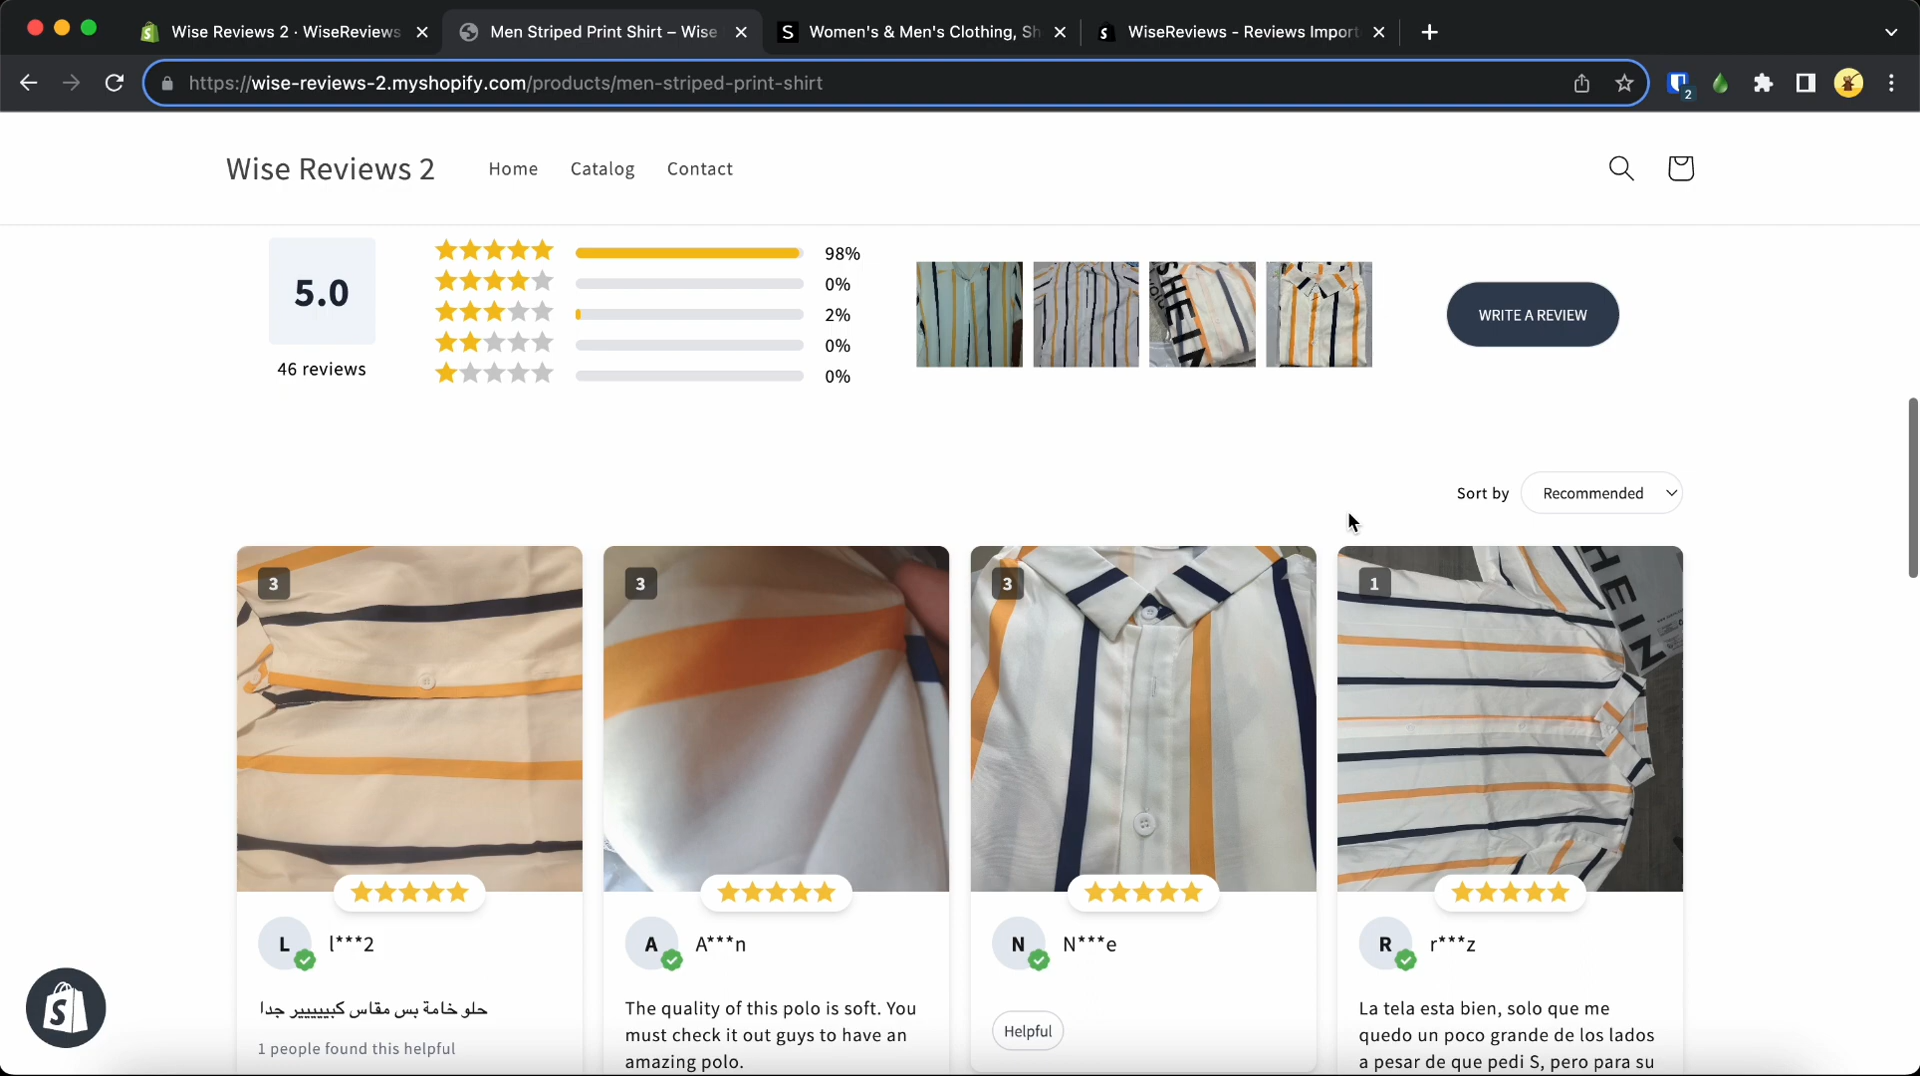 Wise Reviews 2 · WiseReviews
Men Striped Print Shirt – Wise
Women's & Men's Clothing, Sh
WiseReviews - Reviews Import
https://wise-reviews-2.myshopify.com/products/men-striped-print-shirt
2
Wise Reviews 2
Home
Catalog
Contact
5.0
46 reviews
98%
0%
2%
0%
0%
SHEIN
WRITE A REVIEW
Sort by
Recommended
3
3
3
1
SHEIN
L
l***2
A
A***n
N
N***e
R
r***z
حلو خامة بس مقاس كبيييييير جدا
1 people found this helpful
The quality of this polo is soft. You
must check it out guys to have an
amazing polo.
Helpful
La tela esta bien, solo que me
quedo un poco grande de los lados
a pesar de que pedi S, pero para su